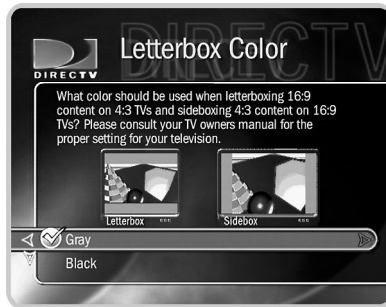 DIRECTV
Letterbox Color
DIRECTV
What color should be used when letterboxing 16:9
content on 4:3 TVs and sideboxing 4:3 content on 16:9
TVs? Please consult your TV owners manual for the
proper setting for your television.
Letterbox
Sidebox
Gray
Black